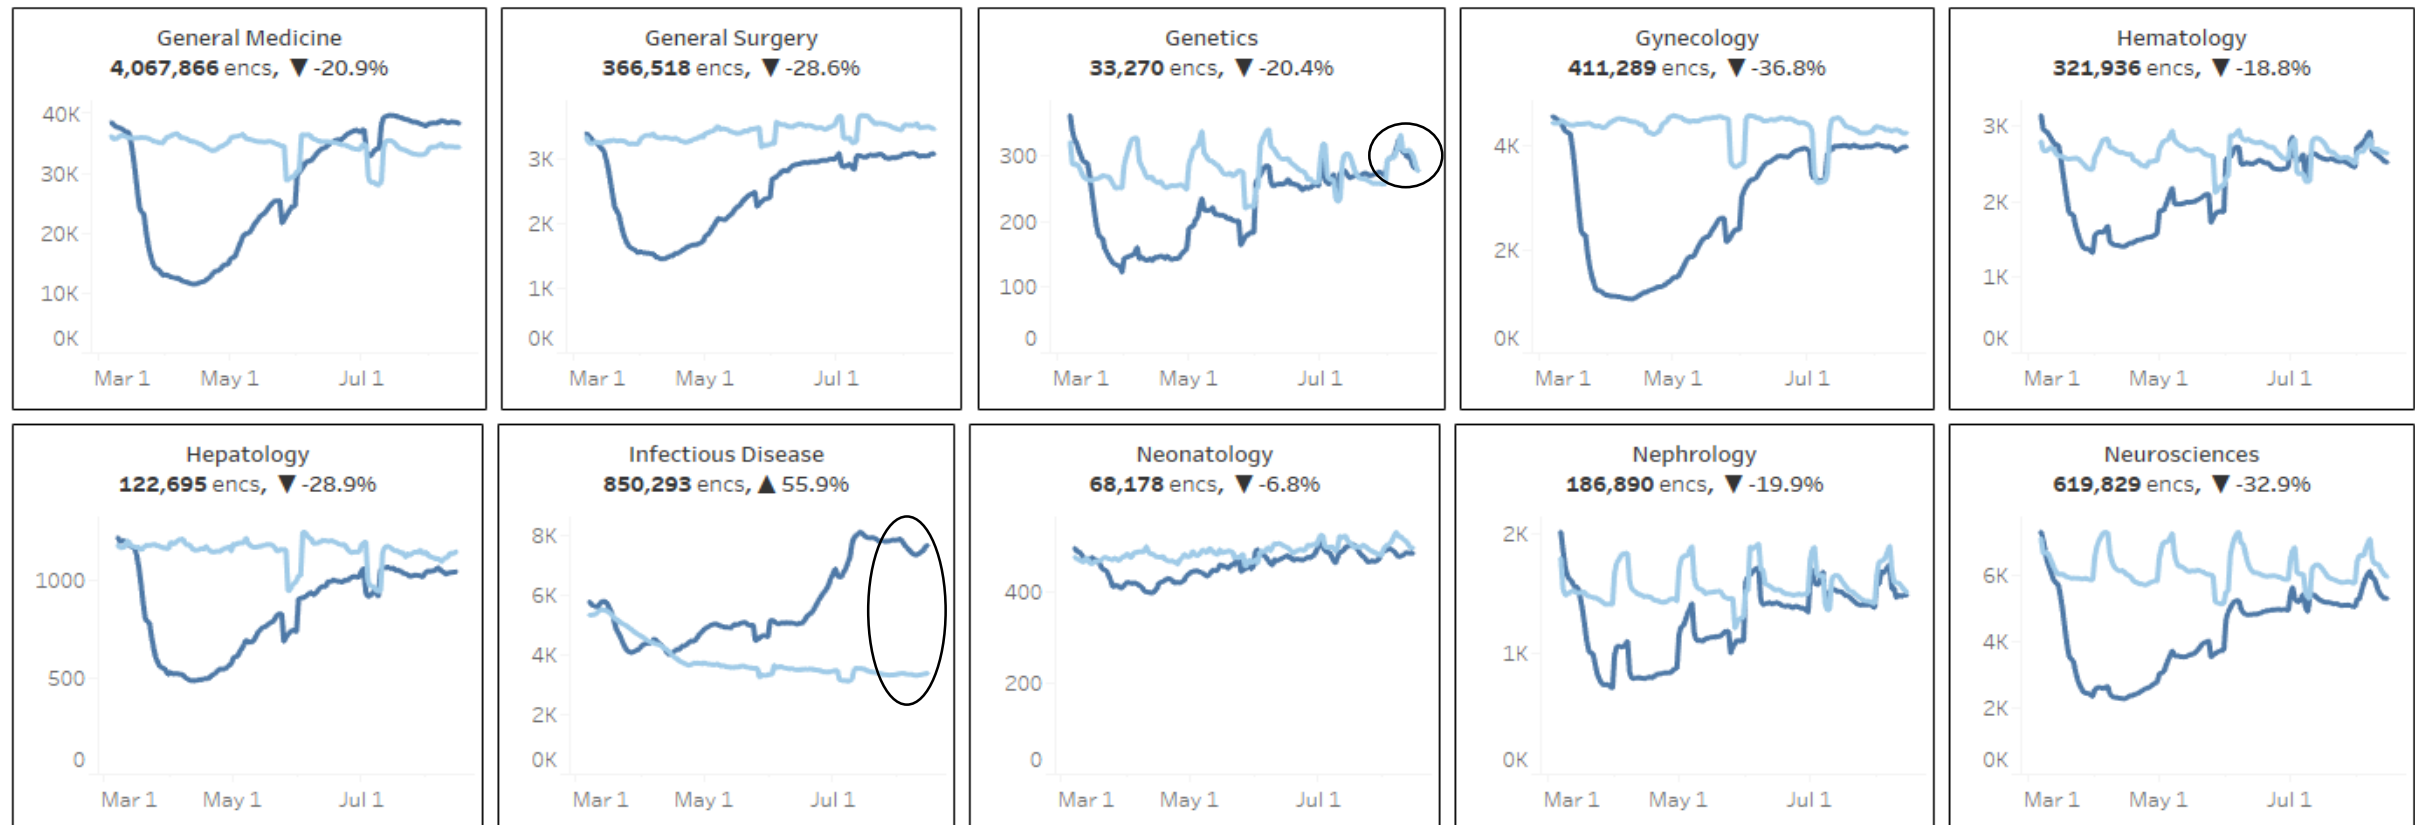 General Medicine
4,067,866 encs, ▼ -20.9%
40K
30K
20K
10K
0K
Mar 1 May 1 Jul 1
General Surgery
366,518 encs, ▼ -28.6%
3K
2K
1K
0K
Mar 1 May 1 Jul 1
Genetics
33,270 encs, ▼ -20.4%
300
200
100
0
Mar 1 May 1 Jul 1
Gynecology
411,289 encs, ▼ -36.8%
4K
2K
0K
Mar 1 May 1 Jul 1
Hematology
321,936 encs, ▼ -18.8%
3K
2K
1K
0K
Mar 1 May 1 Jul 1
Hepatology
122,695 encs, ▼ -28.9%
1000
500
0
Mar 1 May 1 Jul 1
Infectious Disease
850,293 encs, ▲ 55.9%
8K
6K
4K
2K
0K
Mar 1 May 1 Jul 1
Neonatology
68,178 encs, ▼ -6.8%
400
200
0
Mar 1 May 1 Jul 1
Nephrology
186,890 encs, ▼ -19.9%
2K
1K
0K
Mar 1 May 1 Jul 1
Neurosciences
619,829 encs, ▼ -32.9%
6K
4K
2K
0K
Mar 1 May 1 Jul 1